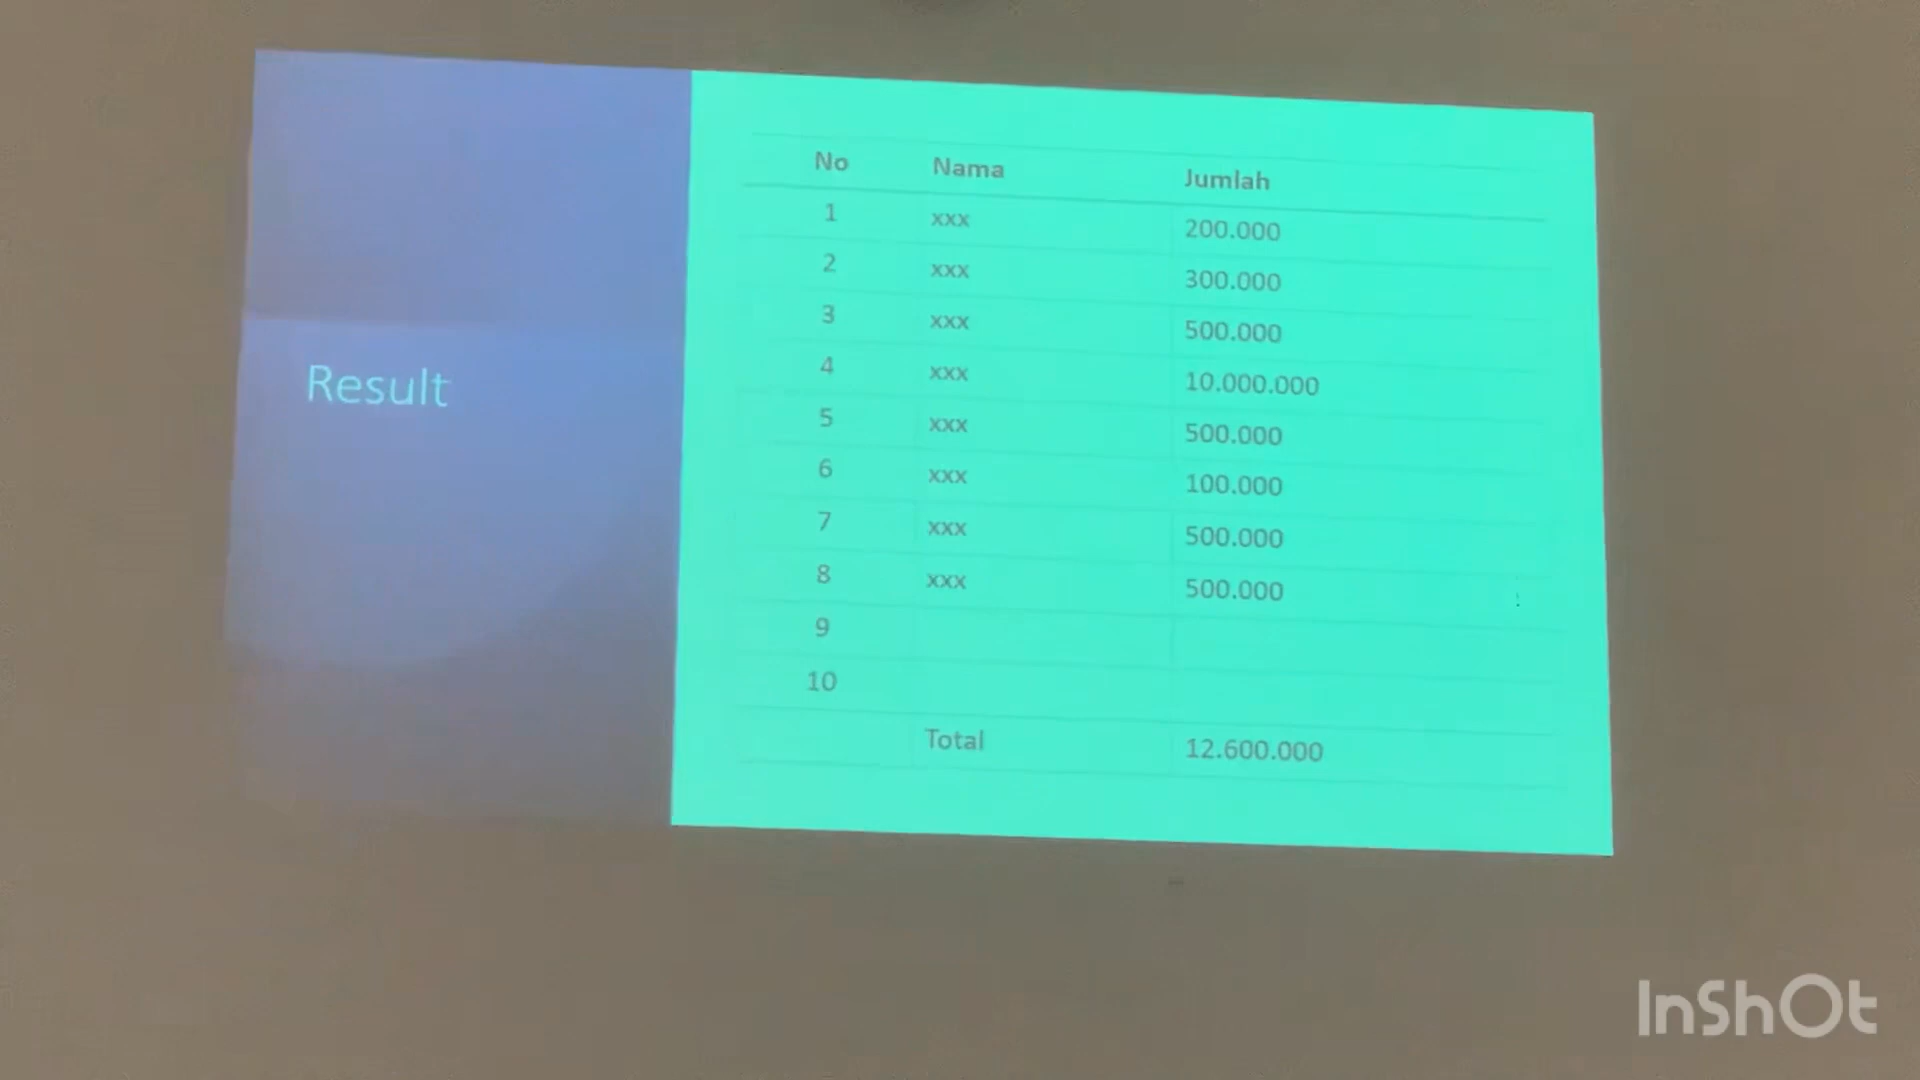 Result
No Nama Jumlah
1 xxx 200.000
2 xxx 300.000
3 xxx 500.000
4 xxx 10.000.000
5 xxx 500.000
6 xxx 100.000
7 xxx 500.000
8 xxx 500.000
9
10
Total 12.600.000
InShOt